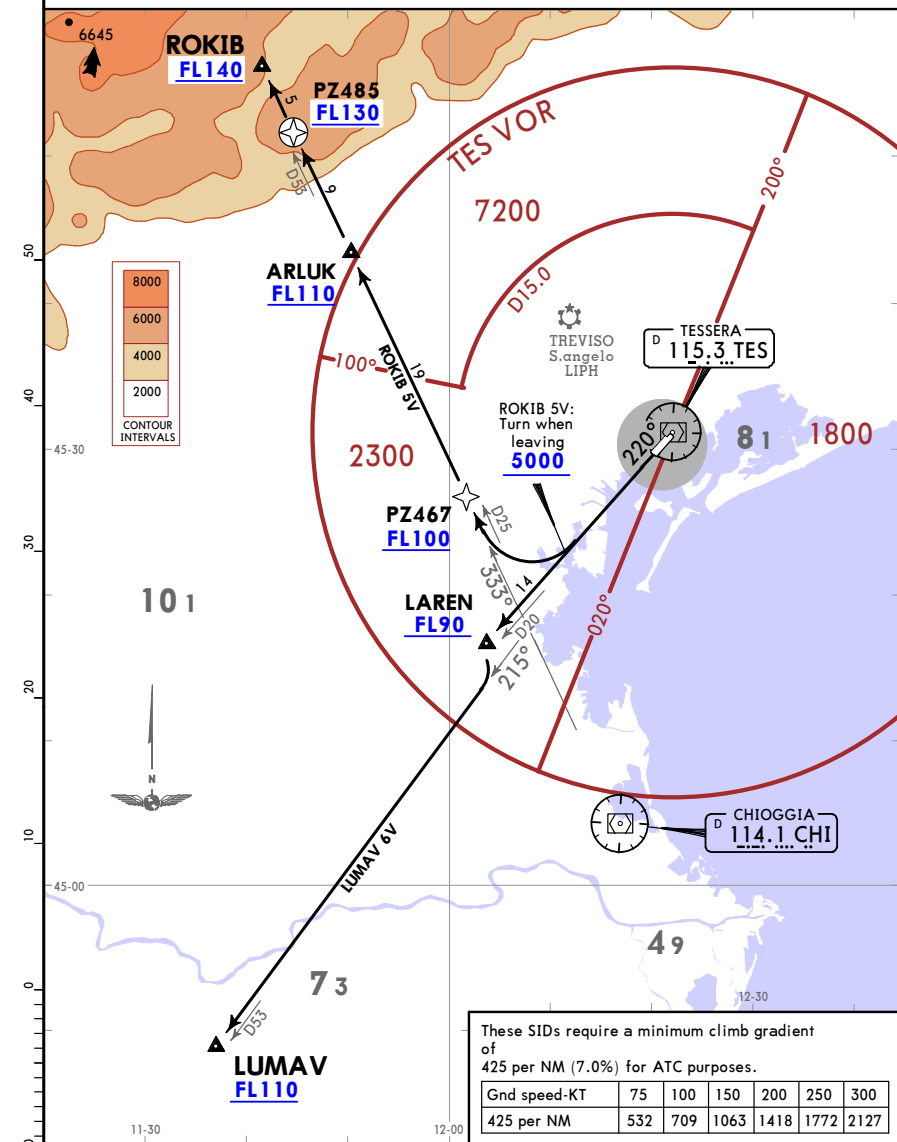 6645
ROKIB
FL140
PZ485
FL130
5
D53
9
TES VOR
200°
7200
50
ARLUK
FL110
D15.0
8000
6000
4000
2000
CONTOUR
INTERVALS
TREVISO
S.angelo
LIPH
TESSERA
D 115.3 TES
100°
19
ROKIB 5V
40
45-30
ROKIB 5V:
Turn when
leaving
5000
220°
81
1800
2300
PZ467
FL100
D25
30
333°
14
101
LAREN
FL90
D20
020°
215°
20
N
CHIOGGIA
D 114.1 CHI
10
LUMAV 6V
45-00
49
73
0
12-30
D53
LUMAV
FL110
These SIDs require a minimum climb gradient
of
425 per NM (7.0%) for ATC purposes.
Gnd speed-KT 75 100 150 200 250 300
425 per NM 532 709 1063 1418 1772 2127
11-30
12-00